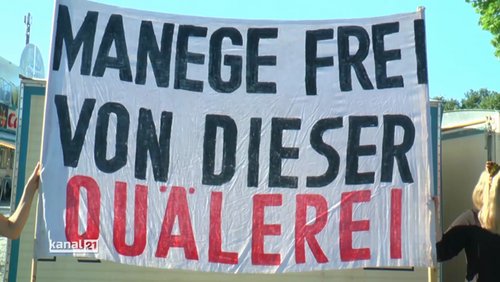 MANEGE FREI
VON DIESER
QUÄLEREI
kanal21